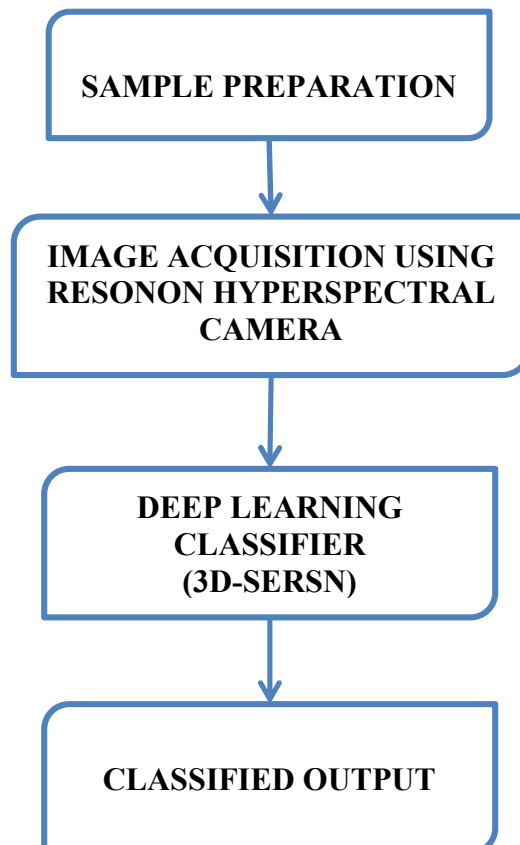 SAMPLE PREPARATION
IMAGE ACQUISITION USING
RESONON HYPERSPECTRAL
CAMERA
DEEP LEARNING
CLASSIFIER
(3D-SERSN)
CLASSIFIED OUTPUT